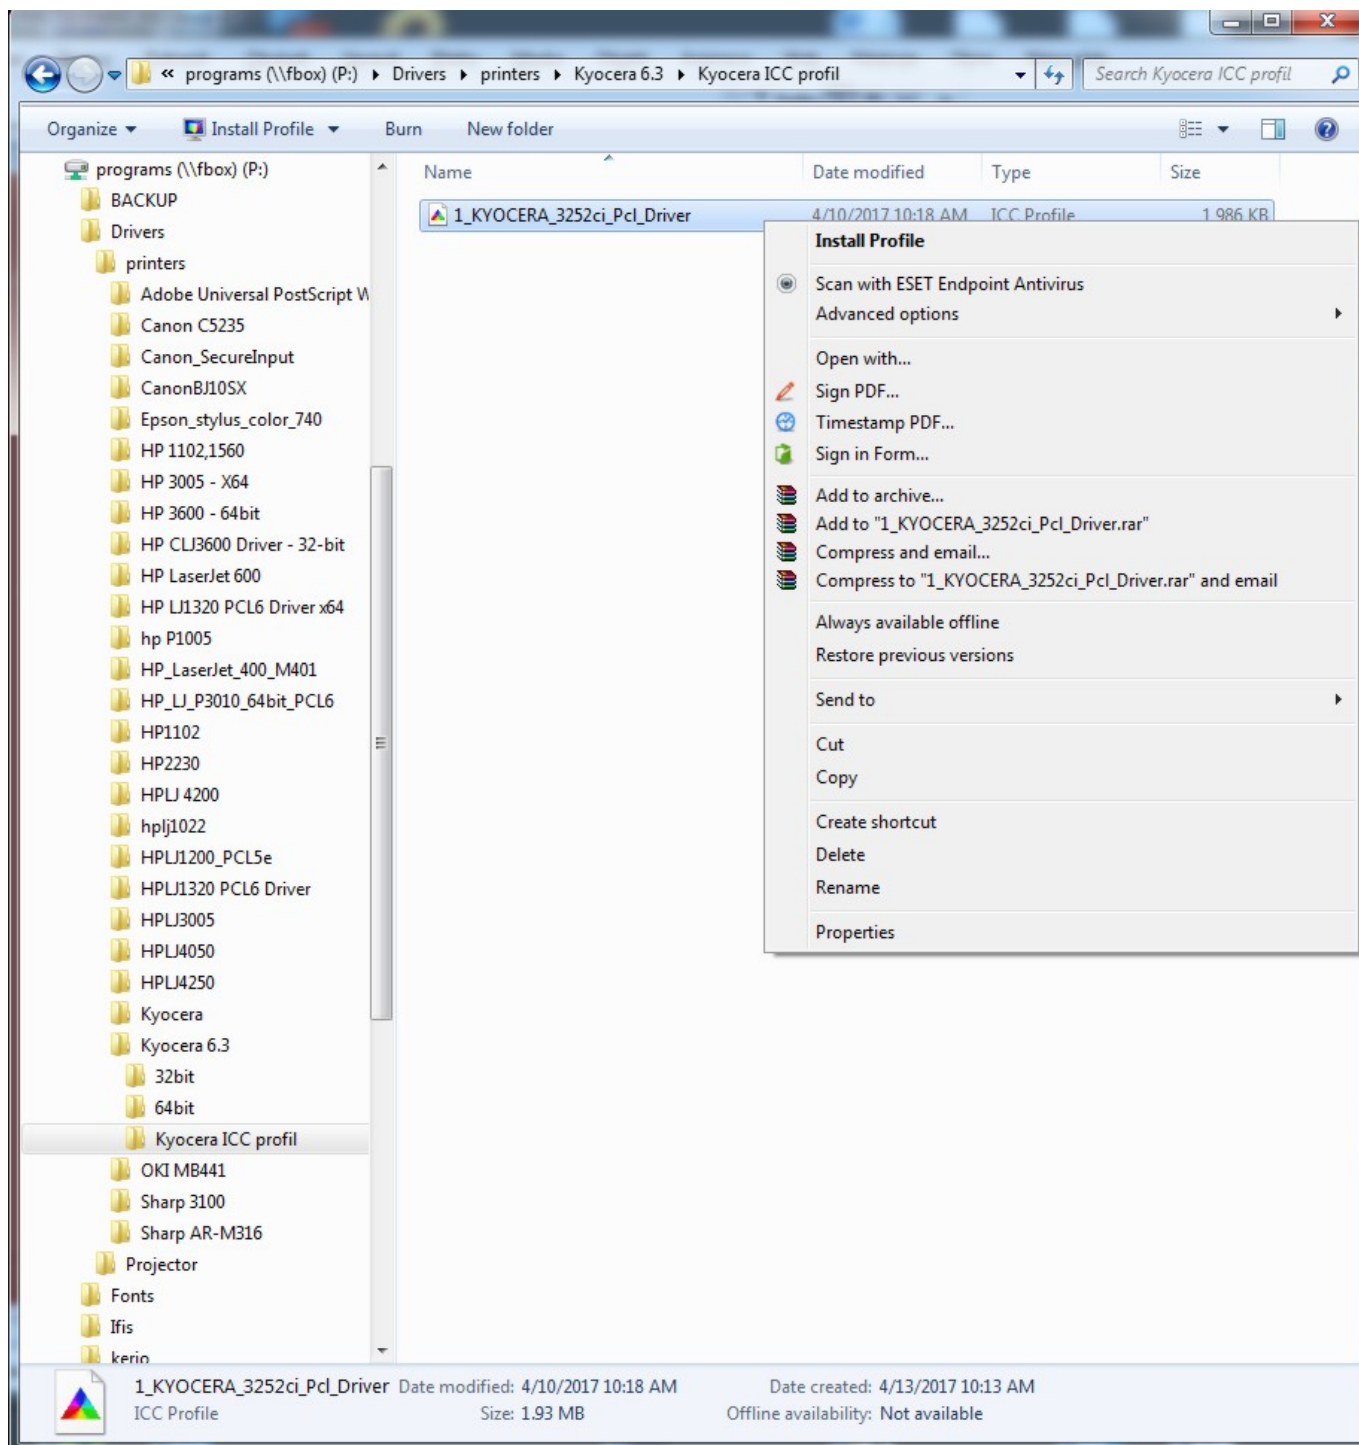 « programs (\\fbox) (P:) ▸ Drivers ▸ printers ▸ Kyocera 6.3 ▸ Kyocera ICC profil
Search Kyocera ICC profil
Organize Install Profile Burn New folder
programs (\\fbox) (P:)
BACKUP
Drivers
printers
Adobe Universal PostScript W
Canon C5235
Canon_SecureInput
CanonBJ10SX
Epson_stylus_color_740
HP 1102,1560
HP 3005 - X64
HP 3600 - 64bit
HP CLJ3600 Driver - 32-bit
HP LaserJet 600
HP LJ1320 PCL6 Driver x64
hp P1005
HP_LaserJet_400_M401
HP_LJ_P3010_64bit_PCL6
HP1102
HP2230
HPLJ 4200
hplj1022
HPLJ1200_PCL5e
HPLJ1320 PCL6 Driver
HPLJ3005
HPLJ4050
HPLJ4250
Kyocera
Kyocera 6.3
32bit
64bit
Kyocera ICC profil
OKI MB441
Sharp 3100
Sharp AR-M316
Projector
Fonts
Ifis
kerio
Name Date modified Type Size
1_KYOCERA_3252ci_Pcl_Driver 4/10/2017 10:18 AM ICC Profile 1 986 KB
Install Profile
Scan with ESET Endpoint Antivirus
Advanced options
Open with...
Sign PDF...
Timestamp PDF...
Sign in Form...
Add to archive...
Add to "1_KYOCERA_3252ci_Pcl_Driver.rar"
Compress and email...
Compress to "1_KYOCERA_3252ci_Pcl_Driver.rar" and email
Always available offline
Restore previous versions
Send to
Cut
Copy
Create shortcut
Delete
Rename
Properties
1_KYOCERA_3252ci_Pcl_Driver Date modified: 4/10/2017 10:18 AM Date created: 4/13/2017 10:13 AM
ICC Profile Size: 1.93 MB Offline availability: Not available